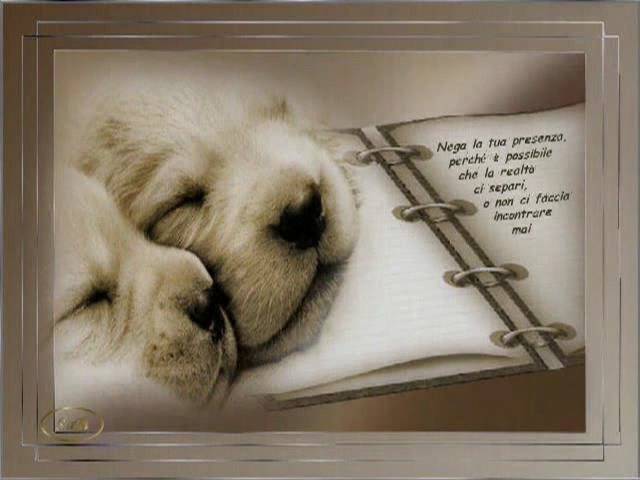 Nega la tua presenza,
perché è possibile
che la realtà
ci separi,
o non ci faccia
incontrare
mai